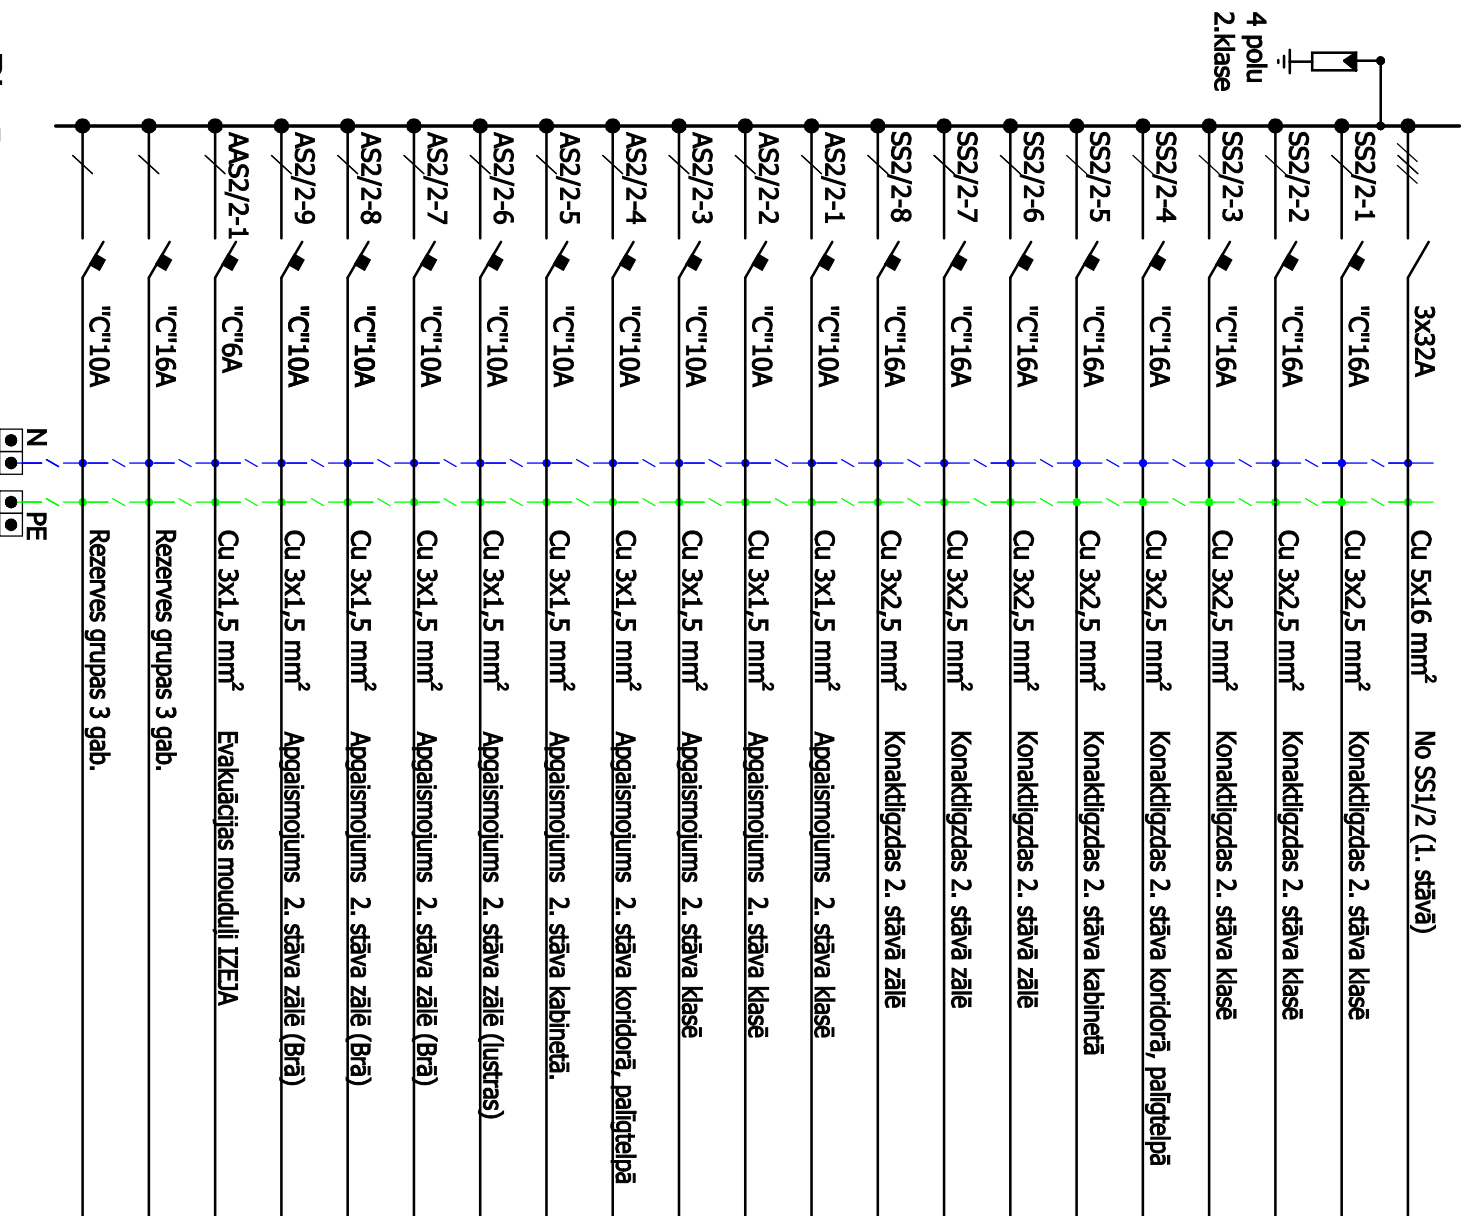 4 polu
2.klase
3x32A Cu 5x16 mm² No SS1/2 (1. stāvā)
SS2/2-1 "C"16A Cu 3x2,5 mm² Konaktligzdas 2. stāva klasē
SS2/2-2 "C"16A Cu 3x2,5 mm² Konaktligzdas 2. stāva klasē
SS2/2-3 "C"16A Cu 3x2,5 mm² Konaktligzdas 2. stāva klasē
SS2/2-4 "C"16A Cu 3x2,5 mm² Konaktligzdas 2. stāva koridorā, palīgtelpā
SS2/2-5 "C"16A Cu 3x2,5 mm² Konaktligzdas 2. stāva kabinetā
SS2/2-6 "C"16A Cu 3x2,5 mm² Konaktligzdas 2. stāvā zālē
SS2/2-7 "C"16A Cu 3x2,5 mm² Konaktligzdas 2. stāvā zālē
SS2/2-8 "C"16A Cu 3x2,5 mm² Konaktligzdas 2. stāvā zālē
AS2/2-1 "C"10A Cu 3x1,5 mm² Apgaismojums 2. stāva klasē
AS2/2-2 "C"10A Cu 3x1,5 mm² Apgaismojums 2. stāva klasē
AS2/2-3 "C"10A Cu 3x1,5 mm² Apgaismojums 2. stāva klasē
AS2/2-4 "C"10A Cu 3x1,5 mm² Apgaismojums 2. stāva koridorā, palīgtelpā
AS2/2-5 "C"10A Cu 3x1,5 mm² Apgaismojums 2. stāva kabinetā.
AS2/2-6 "C"10A Cu 3x1,5 mm² Apgaismojums 2. stāva zālē (lustras)
AS2/2-7 "C"10A Cu 3x1,5 mm² Apgaismojums 2. stāva zālē (Brā)
AS2/2-8 "C"10A Cu 3x1,5 mm² Apgaismojums 2. stāva zālē (Brā)
AS2/2-9 "C"10A Cu 3x1,5 mm² Apgaismojums 2. stāva zālē (Brā)
AAS2/2-1 "C"6A Cu 3x1,5 mm² Evakuācijas mouduļi IZEJA
"C"16A Rezerves grupas 3 gab.
"C"10A Rezerves grupas 3 gab.
N PE